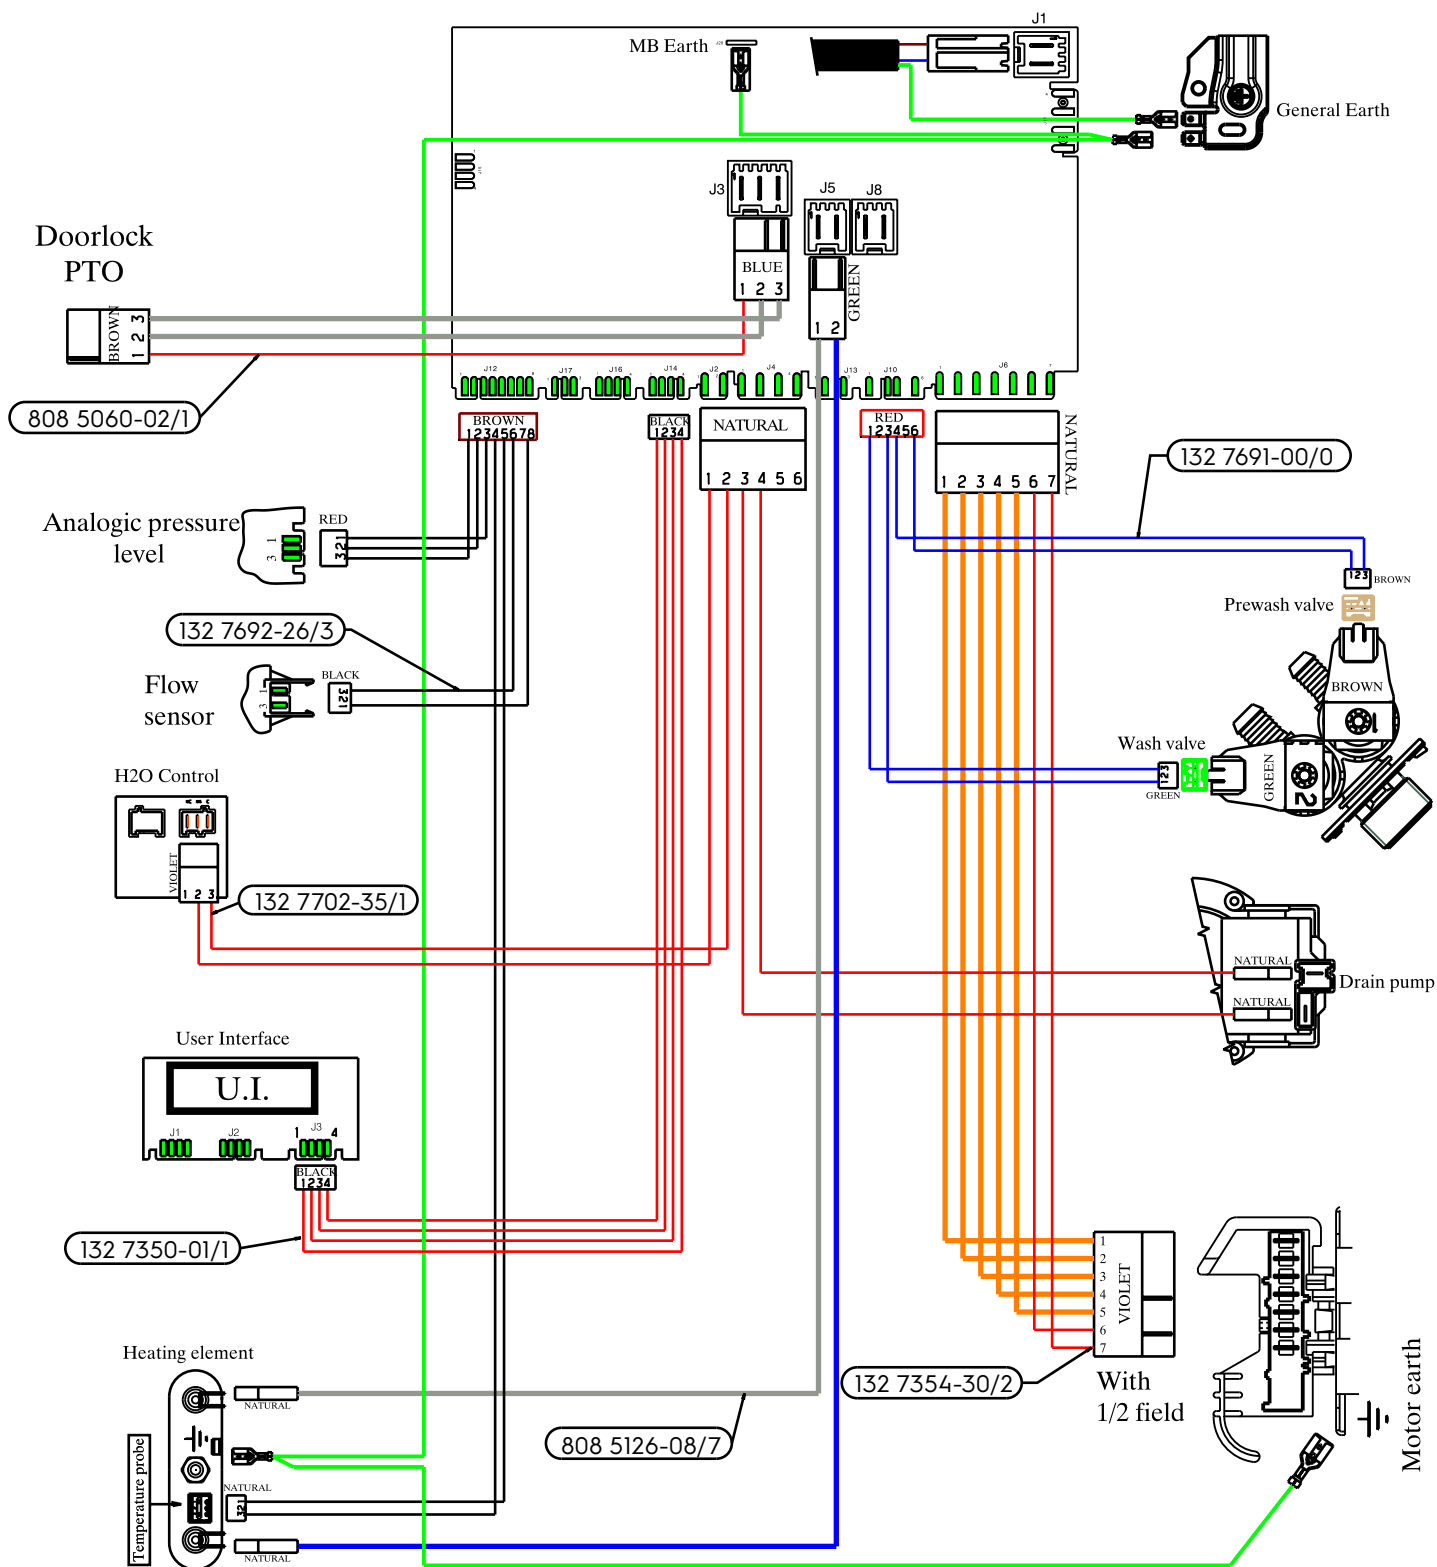 J1
MB Earth
General Earth
J3
J5
J8
Doorlock
PTO
BLUE
1 2 3
GREEN
1 2
BROWN
1 2 3
808 5060-02/1
J12
J17
J16
J14
J2
J4
J13
J10
J6
BROWN
12345678
BLACK
1234
NATURAL
1 2 3 4 5 6
RED
123456
NATURAL
1 2 3 4 5 6 7
132 7691-00/0
Analogic pressure
level
1
3
RED
321
123
BROWN
Prewash valve
132 7692-26/3
Flow
sensor
1
3
BLACK
321
BROWN
1
Wash valve
123
GREEN
GREEN
2
H2O Control
VIOLET
1 2 3
132 7702-35/1
NATURAL
NATURAL
Drain pump
User Interface
U.I.
J1
J2
1
J3
4
BLACK
1234
132 7350-01/1
1
2
3
4
5
6
7
VIOLET
132 7354-30/2
With
1/2 field
Motor earth
Heating element
NATURAL
808 5126-08/7
Temperature probe
NATURAL
321
NATURAL